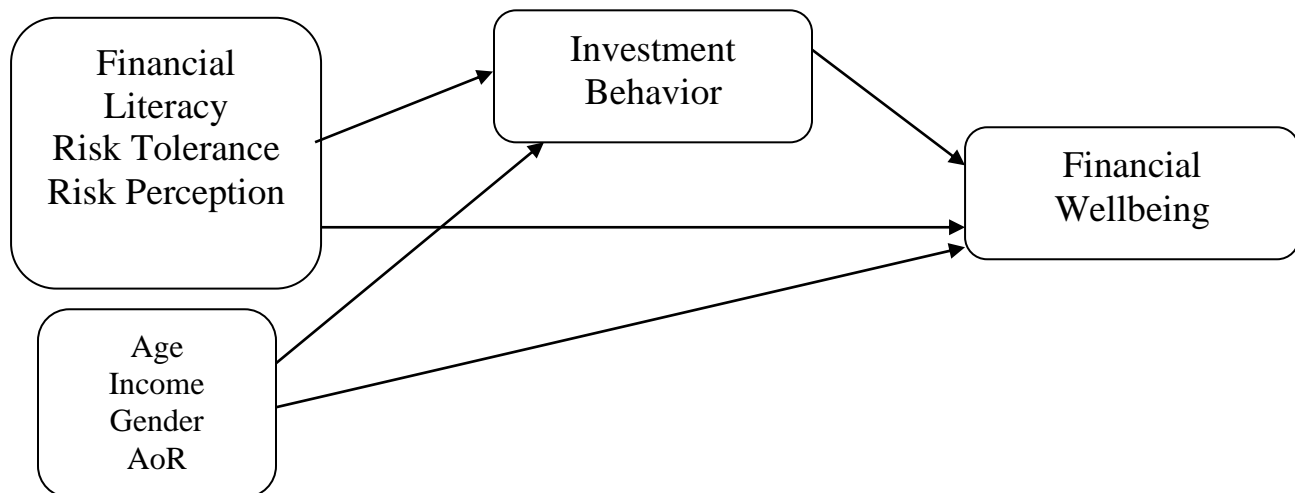 Financial
Literacy
Risk Tolerance
Risk Perception
Investment
Behavior
Financial
Wellbeing
Age
Income
Gender
AoR